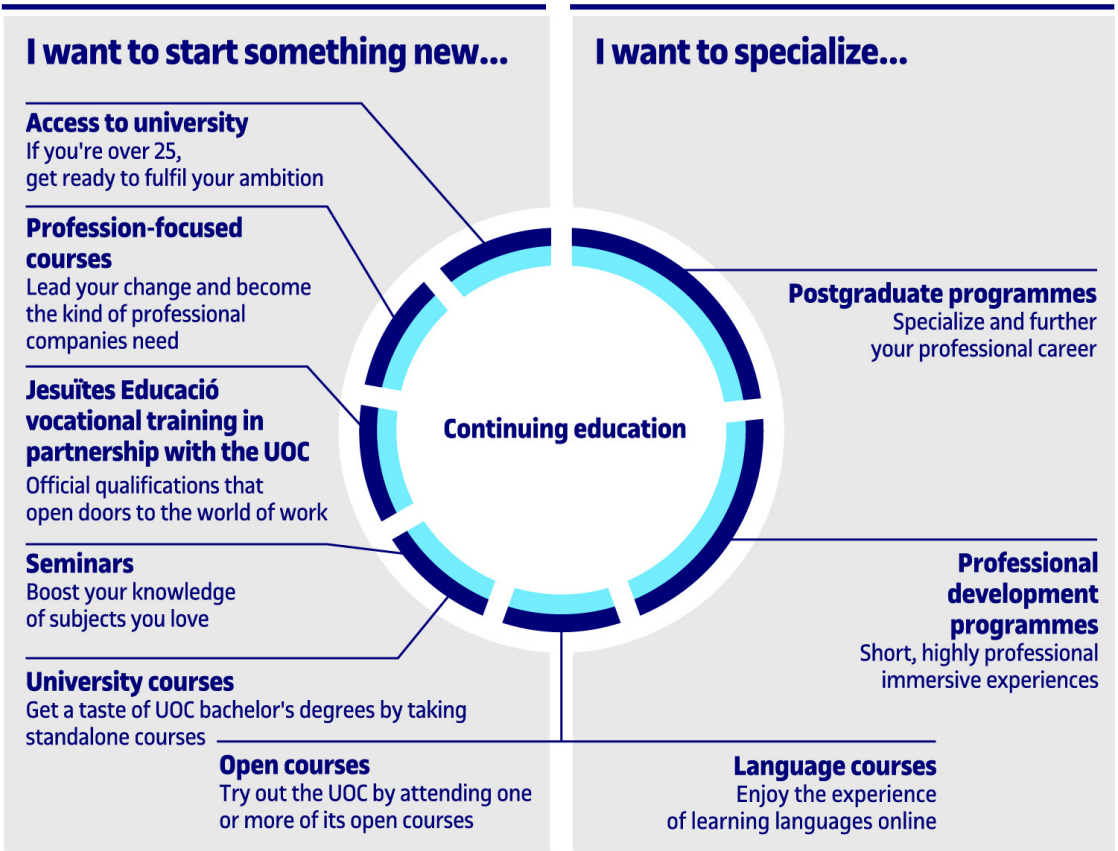 I want to start something new...
Access to university
If you're over 25,
get ready to fulfil your ambition
Profession-focused
courses
Lead your change and become
the kind of professional
companies need
Jesuïtes Educació
vocational training in
partnership with the UOC
Official qualifications that
open doors to the world of work
Seminars
Boost your knowledge
of subjects you love
University courses
Get a taste of UOC bachelor's degrees by taking
standalone courses
Open courses
Try out the UOC by attending one
or more of its open courses
Continuing education
I want to specialize...
Postgraduate programmes
Specialize and further
your professional career
Professional
development
programmes
Short, highly professional
immersive experiences
Language courses
Enjoy the experience
of learning languages online